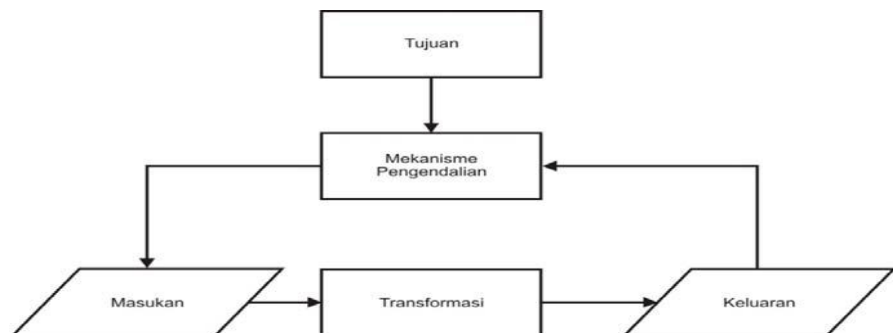 Tujuan
Mekanisme
Pengendalian
Masukan
Transformasi
Keluaran